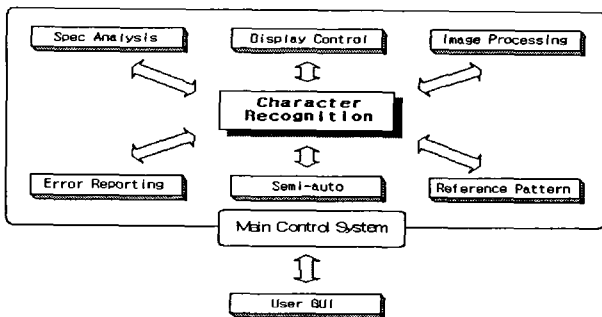 Spec Analysis
Display Control
Image Processing
Character
Recognition
Error Reporting
Semi-auto
Reference Pattern
Main Control System
User GUI